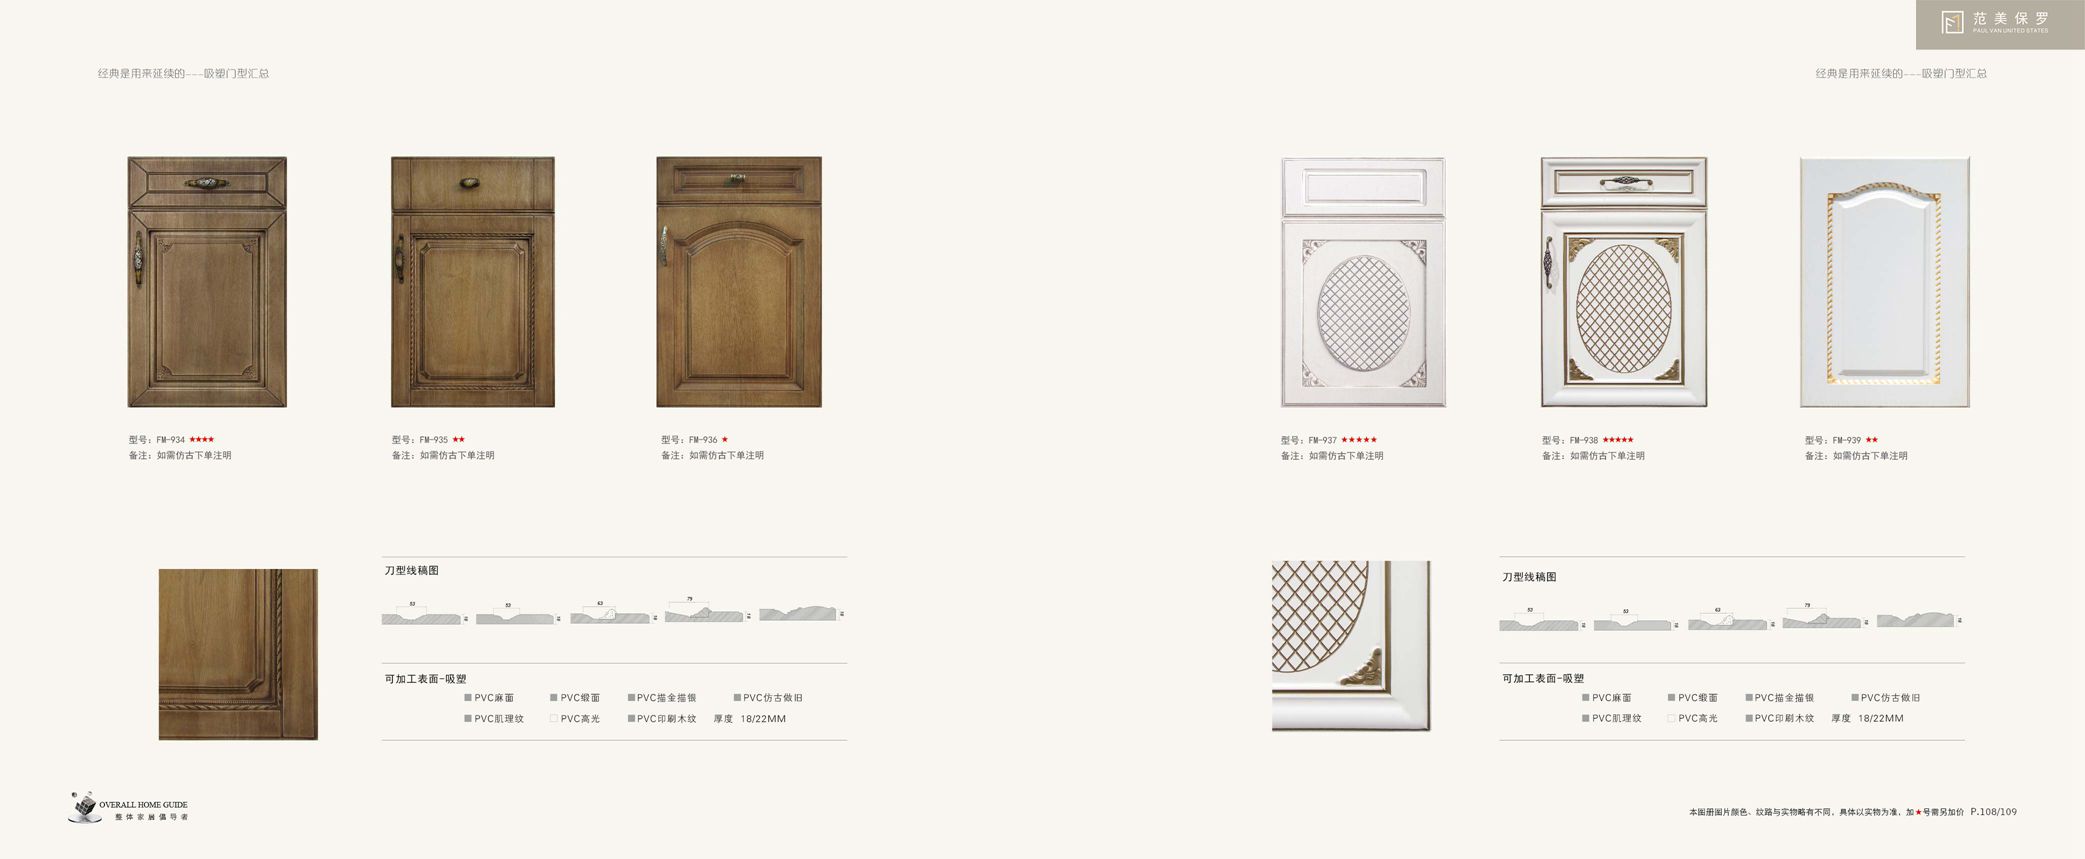 范美保罗
PAUL VAN UNITED STATES
经典是用来延续的---吸塑门型汇总
经典是用来延续的---吸塑门型汇总
型号：FM-934 ★★★★
备注：如需仿古下单注明
型号：FM-935 ★★
备注：如需仿古下单注明
型号：FM-936 ★
备注：如需仿古下单注明
型号：FM-937 ★★★★★
备注：如需仿古下单注明
型号：FM-938 ★★★★★
备注：如需仿古下单注明
型号：FM-939 ★★
备注：如需仿古下单注明
刀型线稿图
53 53 63 79
可加工表面-吸塑
PVC麻面 PVC缎面 PVC描金描银 PVC仿古做旧
PVC肌理纹 PVC高光 PVC印刷木纹 厚度 18/22MM
刀型线稿图
53 53 63 79
可加工表面-吸塑
PVC麻面 PVC缎面 PVC描金描银 PVC仿古做旧
PVC肌理纹 PVC高光 PVC印刷木纹 厚度 18/22MM
OVERALL HOME GUIDE
整体家居倡导者
本图册图片颜色、纹路与实物略有不同，具体以实物为准，加★号需另加价 P.108/109